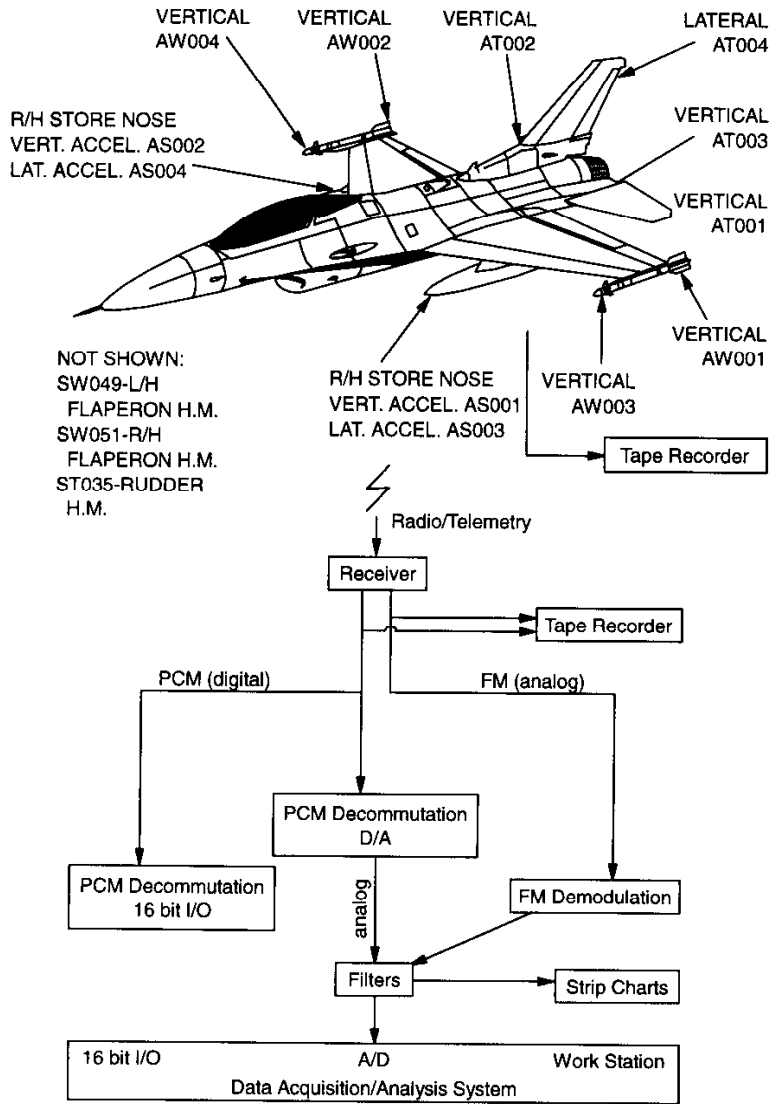 VERTICAL
AW004
VERTICAL
AW002
VERTICAL
AT002
LATERAL
AT004
R/H STORE NOSE
VERT. ACCEL. AS002
LAT. ACCEL. AS004
VERTICAL
AT003
VERTICAL
AT001
VERTICAL
AW001
NOT SHOWN:
SW049-L/H
FLAPERON H.M.
SW051-R/H
FLAPERON H.M.
ST035-RUDDER
H.M.
R/H STORE NOSE
VERT. ACCEL. AS001
LAT. ACCEL. AS003
VERTICAL
AW003
Tape Recorder
Radio/Telemetry
Receiver
Tape Recorder
PCM (digital)
FM (analog)
PCM Decommutation
D/A
PCM Decommutation
16 bit I/O
analog
FM Demodulation
Filters
Strip Charts
16 bit I/O
A/D
Work Station
Data Acquisition/Analysis System